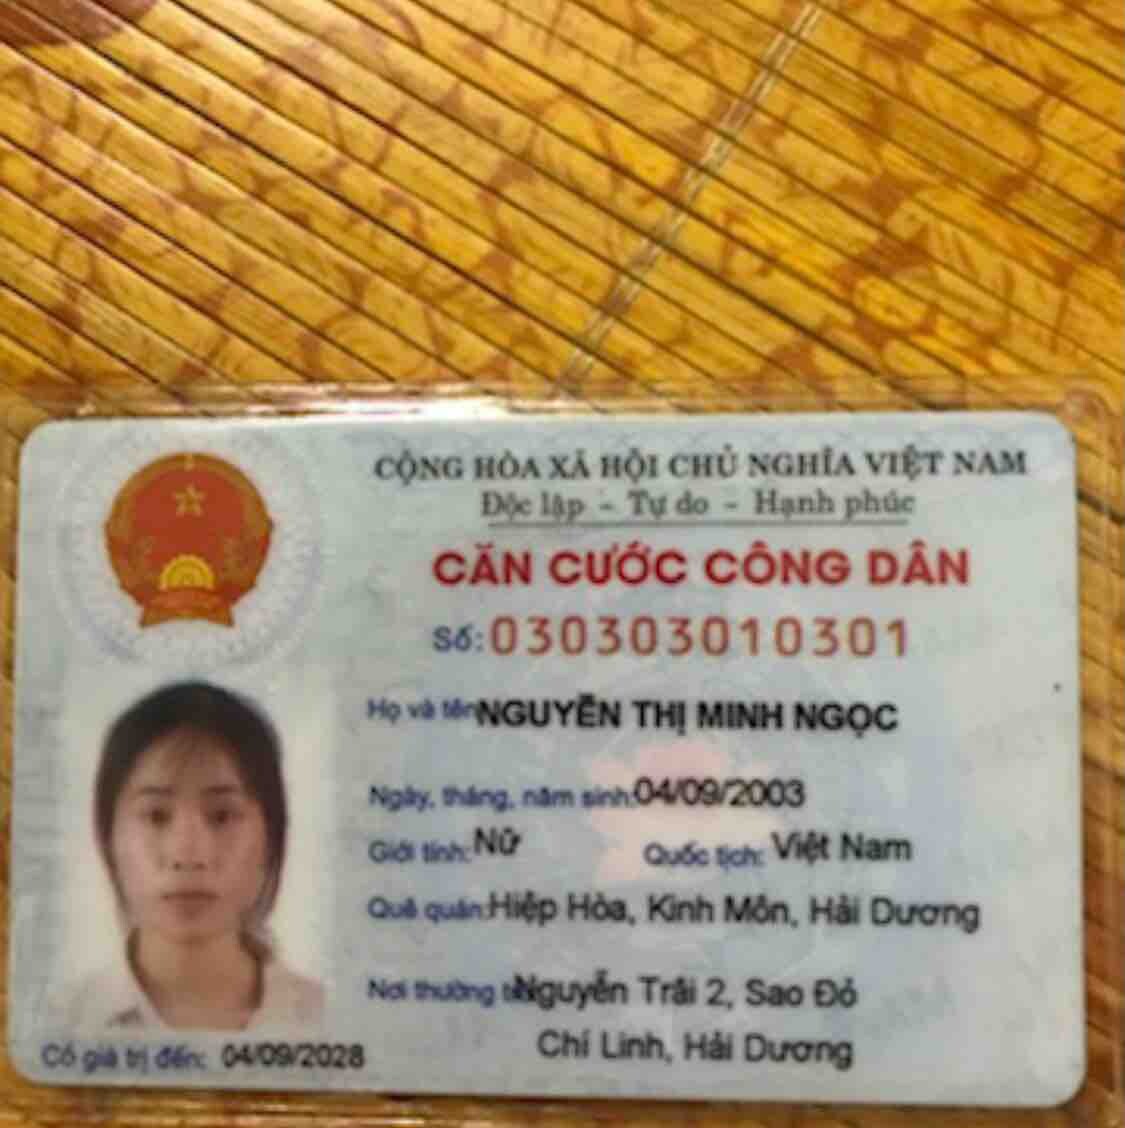 CỘNG HÒA XÃ HỘI CHỦ NGHĨA VIỆT NAM
Độc lập - Tự do - Hạnh phúc
CĂN CƯỚC CÔNG DÂN
Số: 030303010301
Họ và tên NGUYỄN THỊ MINH NGỌC
Ngày, tháng, năm sinh: 04/09/2003
Giới tính: Nữ Quốc tịch: Việt Nam
Quê quán: Hiệp Hòa, Kinh Môn, Hải Dương
Nơi thường Nguyễn Trãi 2, Sao Đỏ
Chí Linh, Hải Dương
Có giá trị đến: 04/09/2028